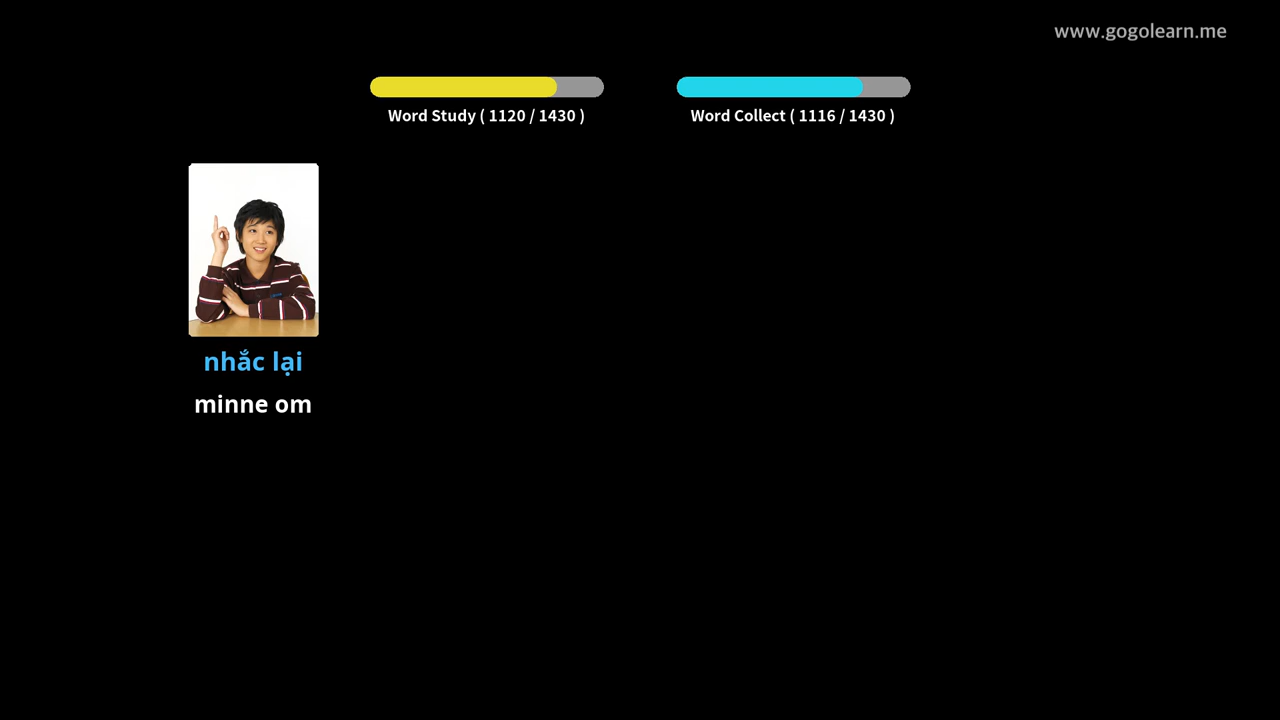 www.gogolearn.me
Word Study ( 1120 / 1430 )
Word Collect ( 1116 / 1430 )
nhắc lại
minne om